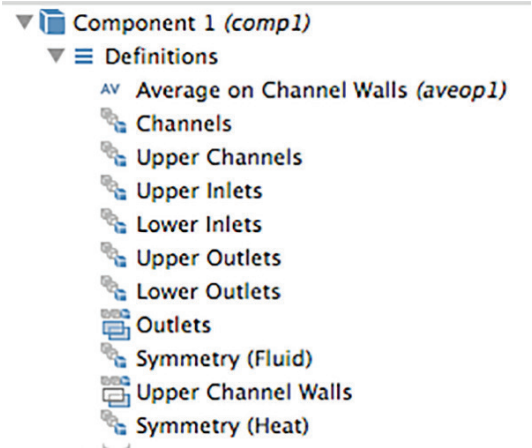 Component 1 (comp1)
Definitions
AV Average on Channel Walls (aveop1)
Channels
Upper Channels
Upper Inlets
Lower Inlets
Upper Outlets
Lower Outlets
Outlets
Symmetry (Fluid)
Upper Channel Walls
Symmetry (Heat)